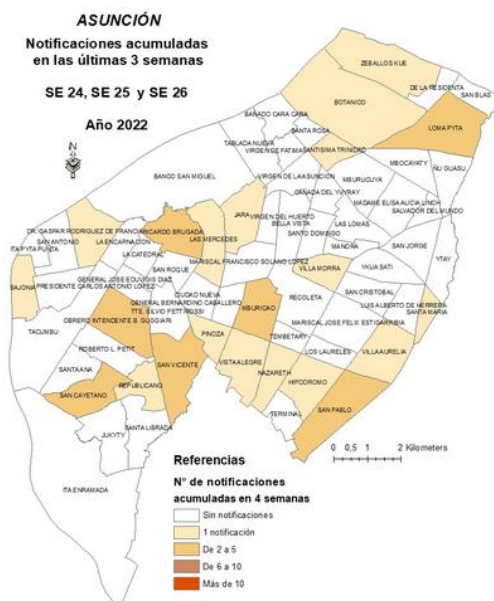 ASUNCIÓN
Notificaciones acumuladas
en las últimas 3 semanas
SE 24, SE 25 y SE 26
Año 2022
N
ZEBALLOS KUE
DE LA RESIDENTA
SAN BLAS
BOTANICO
LOMA PYTA
BAÑADO CARA CARA
SANTA ROSA
TABLADA NUEVA
VIRGEN DE FATIMA
SANTISIMA TRINIDAD
MBOCAYATY
ÑU GUASU
BANCO SAN MIGUEL
VIRGEN DE LA ASUNCION
MBURUCUYA
CAÑADA DEL YVYRAY
MADAME ELISA ALICIA LINCH
SALVADOR DEL MUNDO
JARA
VIRGEN DEL HUERTO
BELLA VISTA
LAS LOMAS
DR. GASPAR RODRIGUEZ DE FRANCIA
RICARDO BRUGADA
SANTO DOMINGO
SAN ANTONIO
LA ENCARNACION
LAS MERCEDES
MANORA
SAN JORGE
ITA PYTA PUNTA
LA CATEDRAL
MARISCAL FRANCISCO SOLANO LOPEZ
YKUA SATI
YTAY
SAN ROQUE
VILLA MORRA
GENERAL JOSE EDUVIGIS DIAZ
SAJONIA
PRESIDENTE CARLOS ANTONIO LOPEZ
CIUDAD NUEVA
SAN CRISTOBAL
GENERAL BERNARDINO CABALLERO
MBURICAO
RECOLETA
LUIS ALBERTO DE HERRERA
TTE. SILVIO PETTIROSSI
SANTA MARIA
OBRERO INTENDENTE B. GUGGIARI
TACUMBU
PINOZA
MARISCAL JOSE FELIX ESTIGARRIBIA
TEMBETARY
ROBERTO L. PETIT
LOS LAURELES
VILLA AURELIA
SAN VICENTE
VISTA ALEGRE
SANTA ANA
NAZARETH
HIPODROMO
REPUBLICANO
SAN CAYETANO
TERMINAL
SAN PABLO
SANTA LIBRADA
JUKYTY
ITA ENRAMADA
0 0,5 1 2 Kilometers
Referencias
N° de notificaciones
acumuladas en 4 semanas
Sin notificaciones
1 notificación
De 2 a 5
De 6 a 10
Más de 10